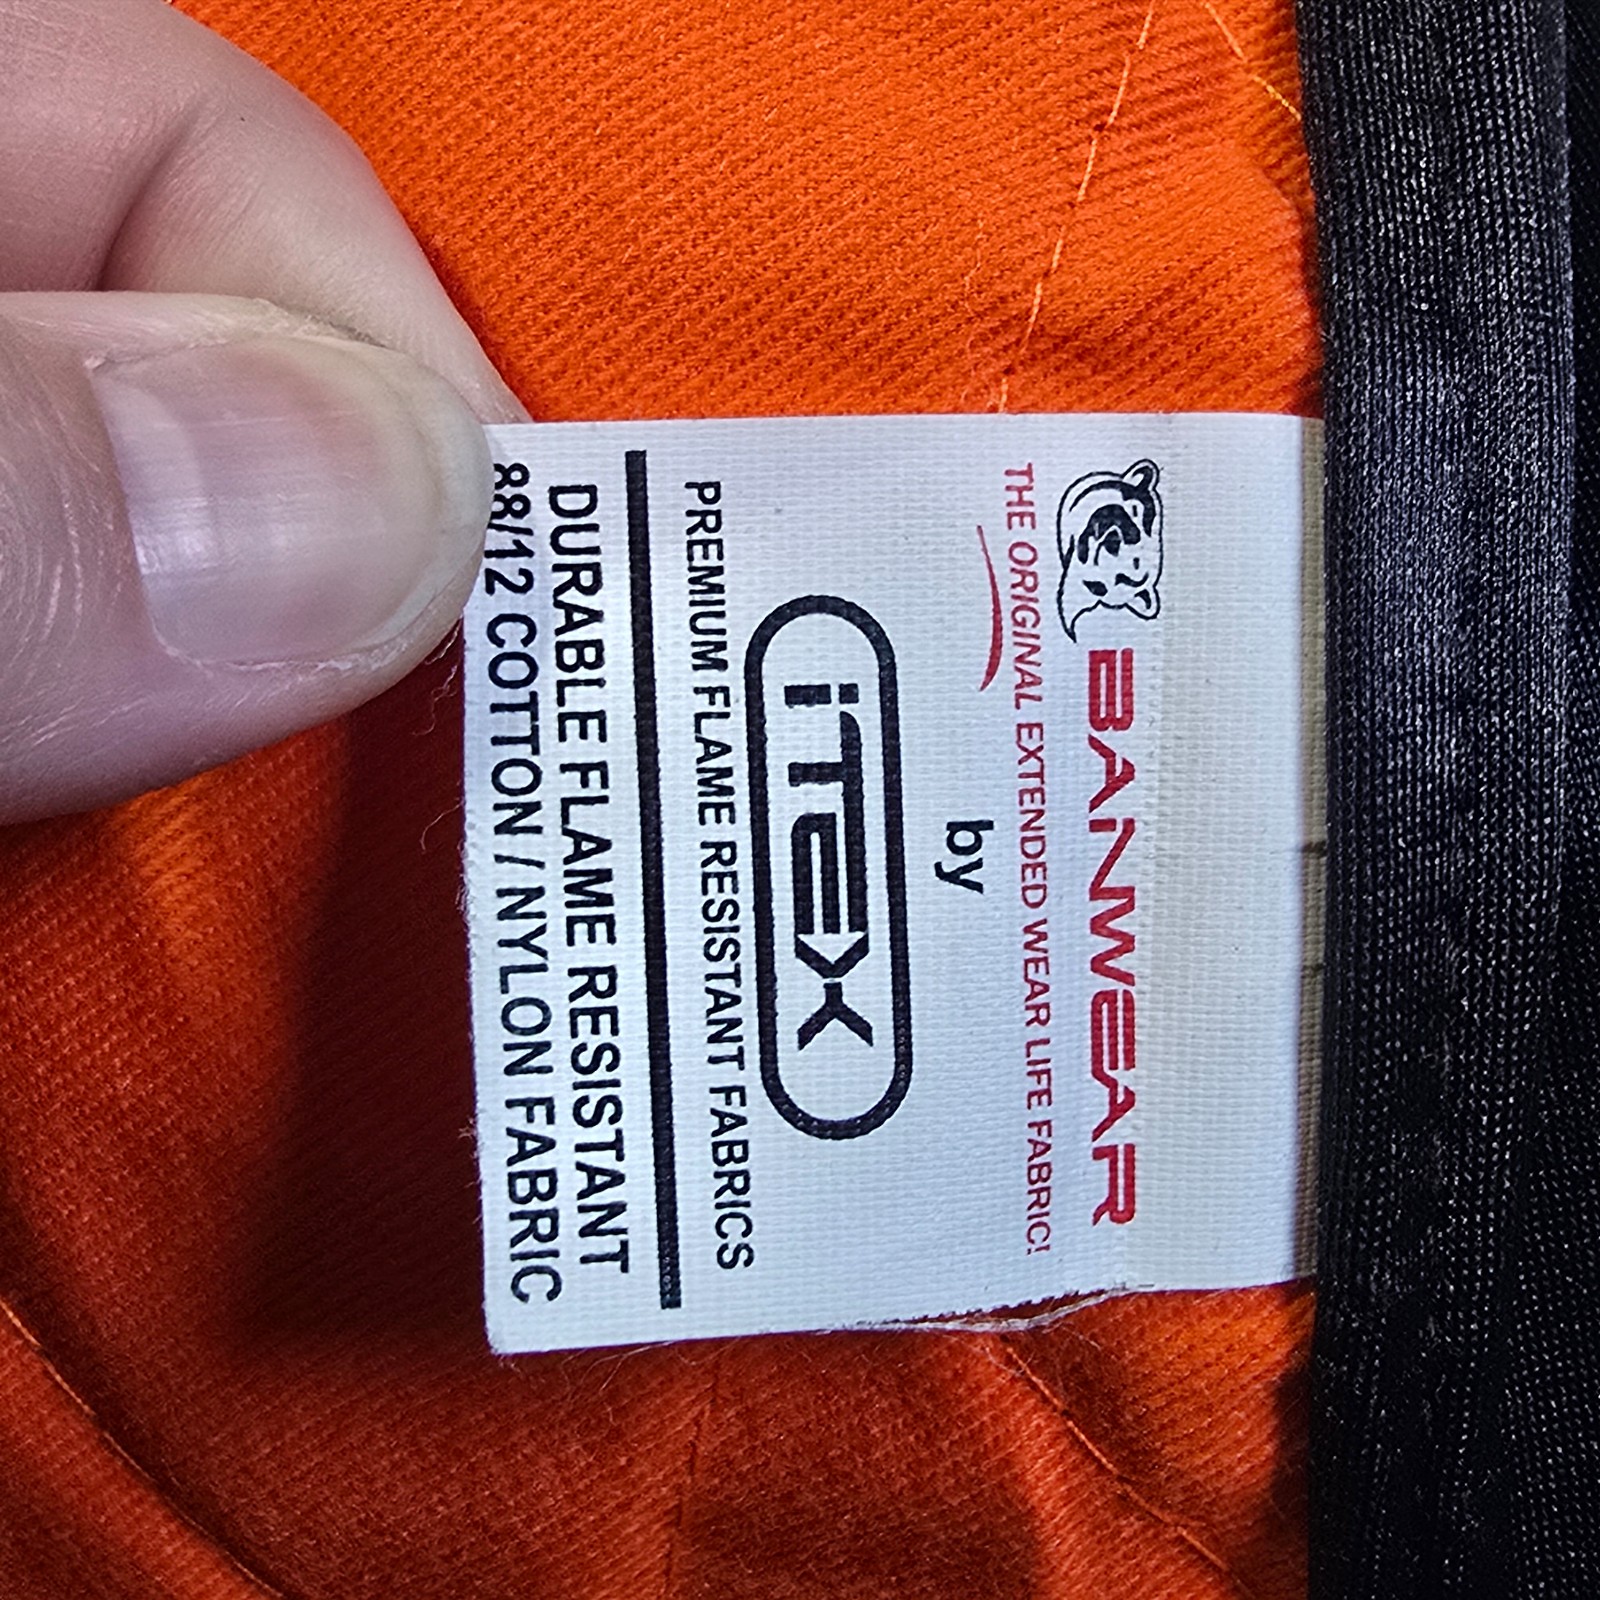 BANWEAR
THE ORIGINAL EXTENDED WEAR LIFE FABRIC!
by
iTEX
PREMIUM FLAME RESISTANT FABRICS
DURABLE FLAME RESISTANT
88/12 COTTON / NYLON FABRIC